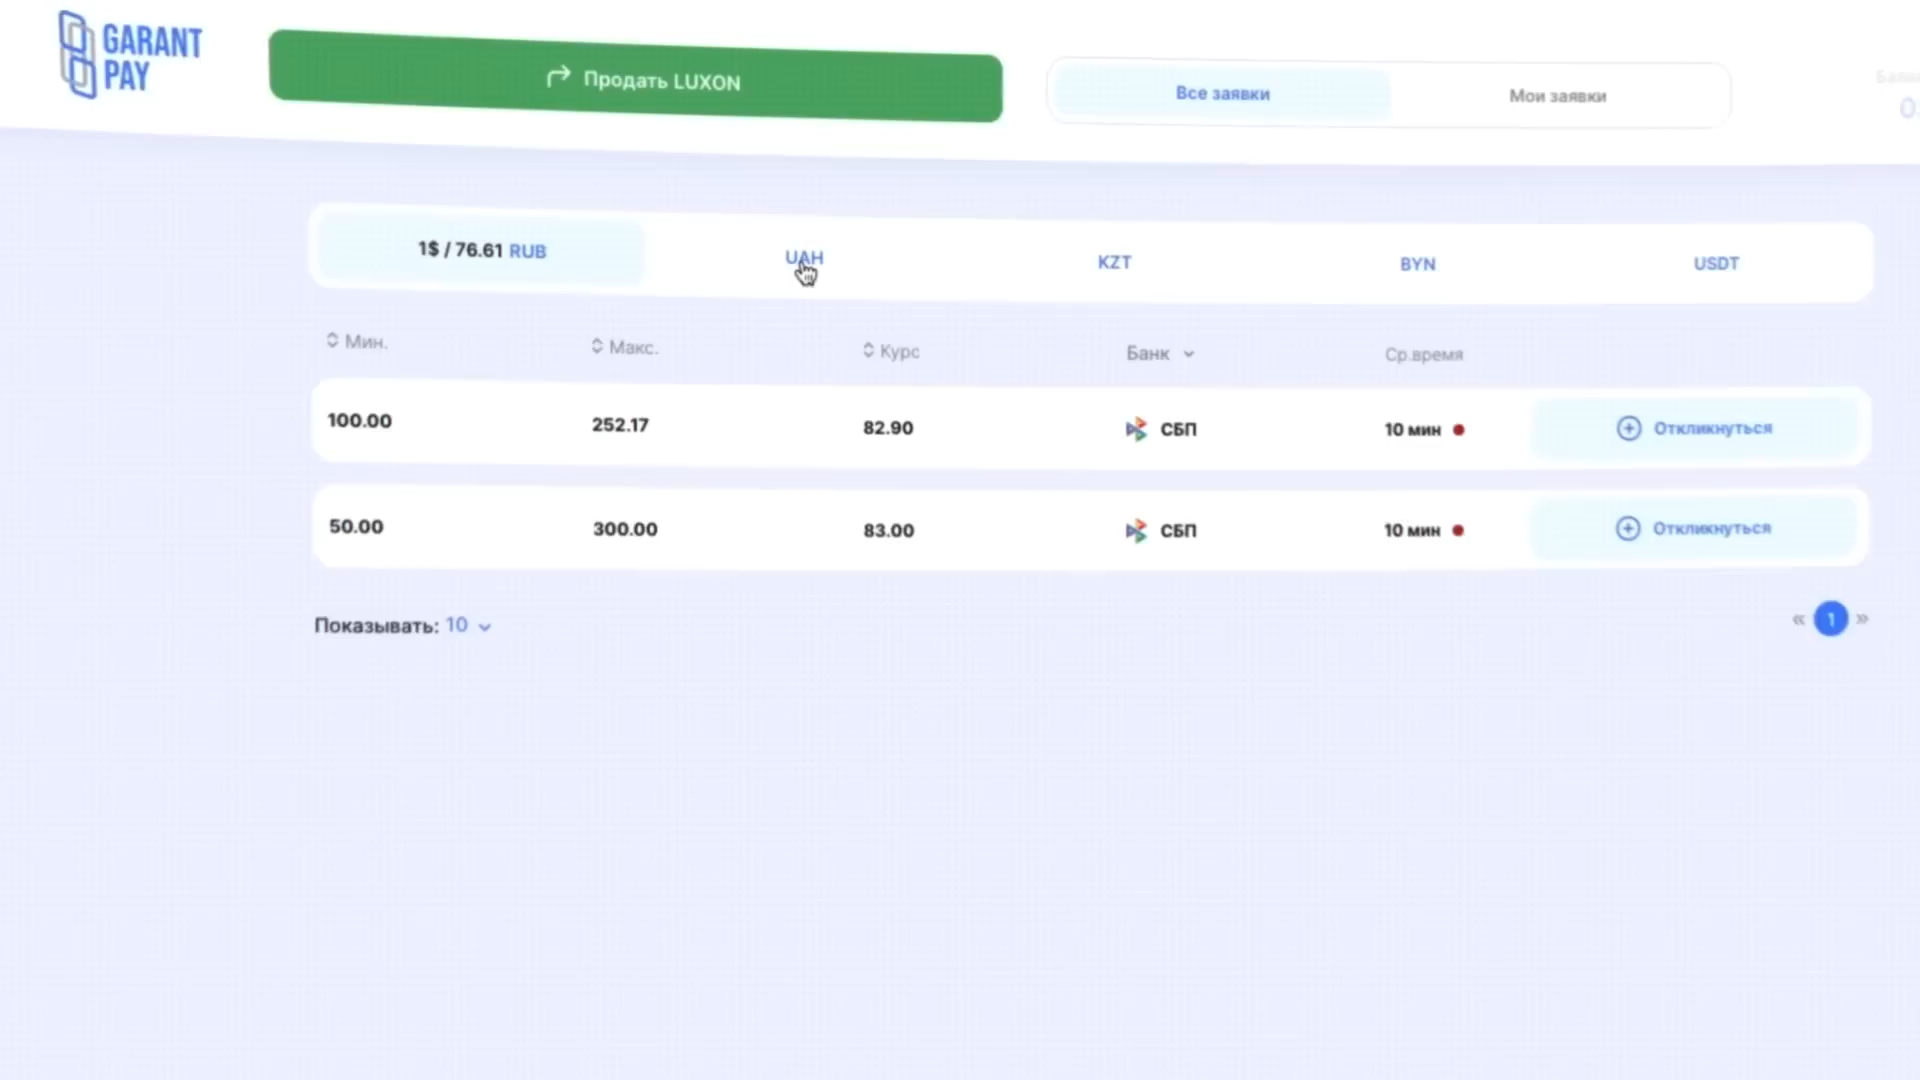 GARANT
PAY
Продать LUXON
Все заявки
Мои заявки
1$ / 76.61 RUB
UAH
KZT
BYN
USDT
Мин.
Макс.
Курс
Банк
Ср.время
100.00
252.17
82.90
СБП
10 мин
Откликнуться
50.00
300.00
83.00
СБП
10 мин
Откликнуться
Показывать: 10
« 1 »